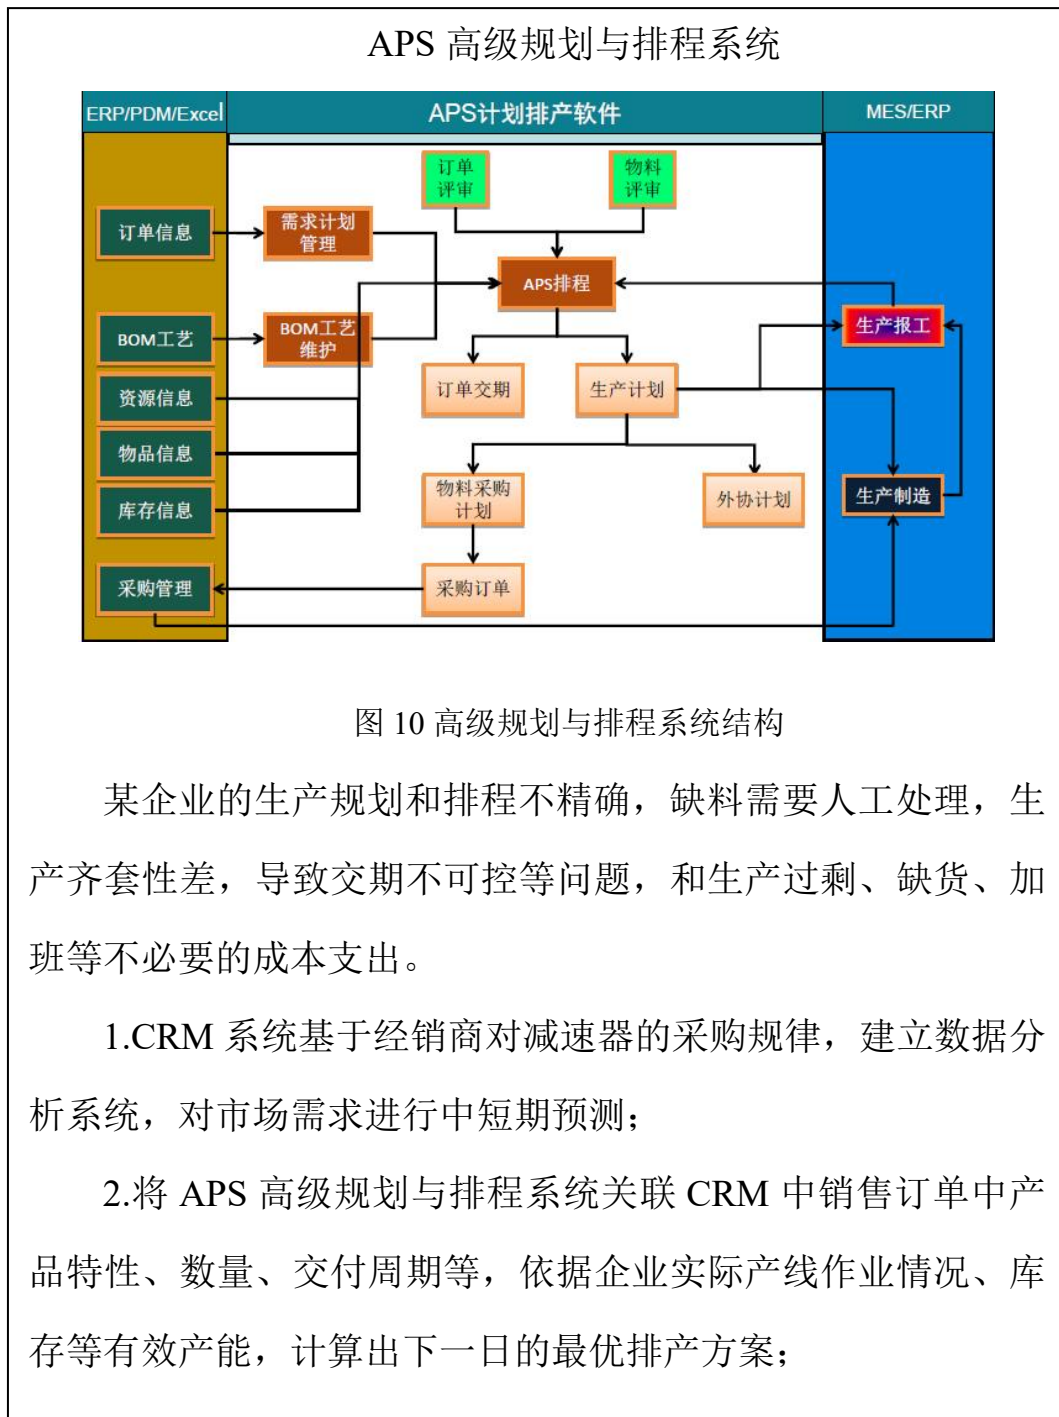 APS 高级规划与排程系统
ERP/PDM/Excel
APS计划排产软件
MES/ERP
订单
评审
物料
评审
订单信息
需求计划
管理
APS排程
BOM工艺
BOM工艺
维护
生产报工
资源信息
订单交期
生产计划
物品信息
库存信息
物料采购
计划
外协计划
生产制造
采购管理
采购订单
图 10 高级规划与排程系统结构
某企业的生产规划和排程不精确，缺料需要人工处理，生
产齐套性差，导致交期不可控等问题，和生产过剩、缺货、加
班等不必要的成本支出。
1.CRM 系统基于经销商对减速器的采购规律，建立数据分
析系统，对市场需求进行中短期预测；
2.将 APS 高级规划与排程系统关联 CRM 中销售订单中产
品特性、数量、交付周期等，依据企业实际产线作业情况、库
存等有效产能，计算出下一日的最优排产方案；